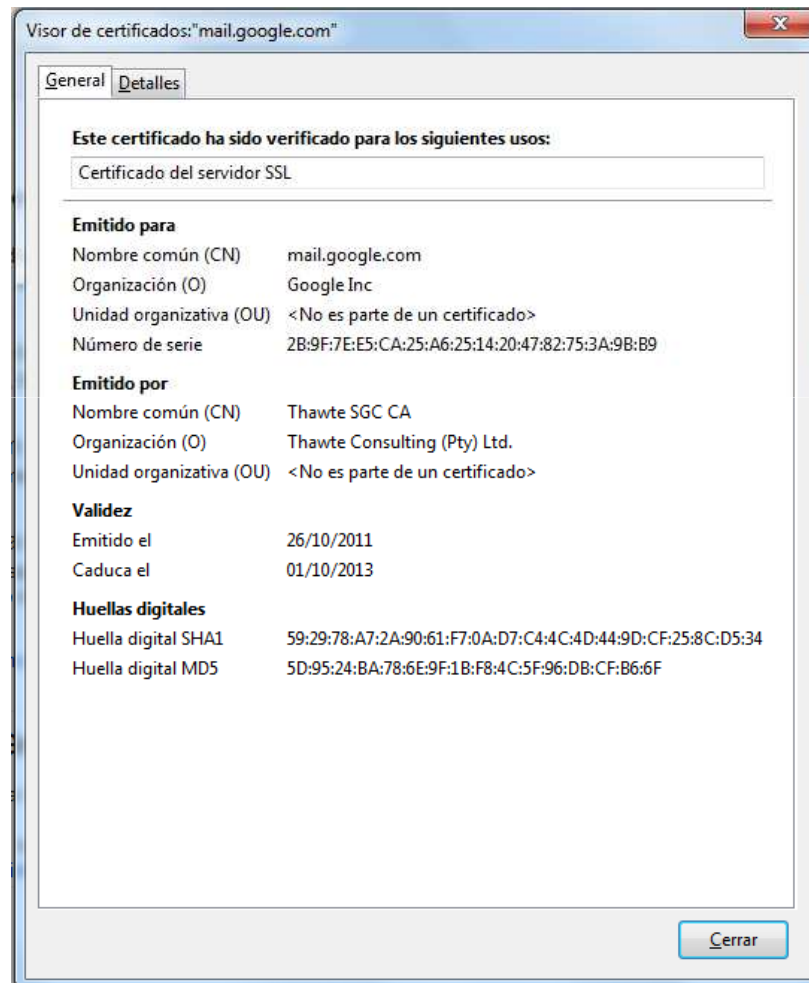 Visor de certificados:"mail.google.com"
General Detalles
Este certificado ha sido verificado para los siguientes usos:
Certificado del servidor SSL
Emitido para
Nombre común (CN) mail.google.com
Organización (O) Google Inc
Unidad organizativa (OU) <No es parte de un certificado>
Número de serie 2B:9F:7E:E5:CA:25:A6:25:14:20:47:82:75:3A:9B:B9
Emitido por
Nombre común (CN) Thawte SGC CA
Organización (O) Thawte Consulting (Pty) Ltd.
Unidad organizativa (OU) <No es parte de un certificado>
Validez
Emitido el 26/10/2011
Caduca el 01/10/2013
Huellas digitales
Huella digital SHA1 59:29:78:A7:2A:90:61:F7:0A:D7:C4:4C:4D:44:9D:CF:25:8C:D5:34
Huella digital MD5 5D:95:24:BA:78:6E:9F:1B:F8:4C:5F:96:DB:CF:B6:6F
Cerrar